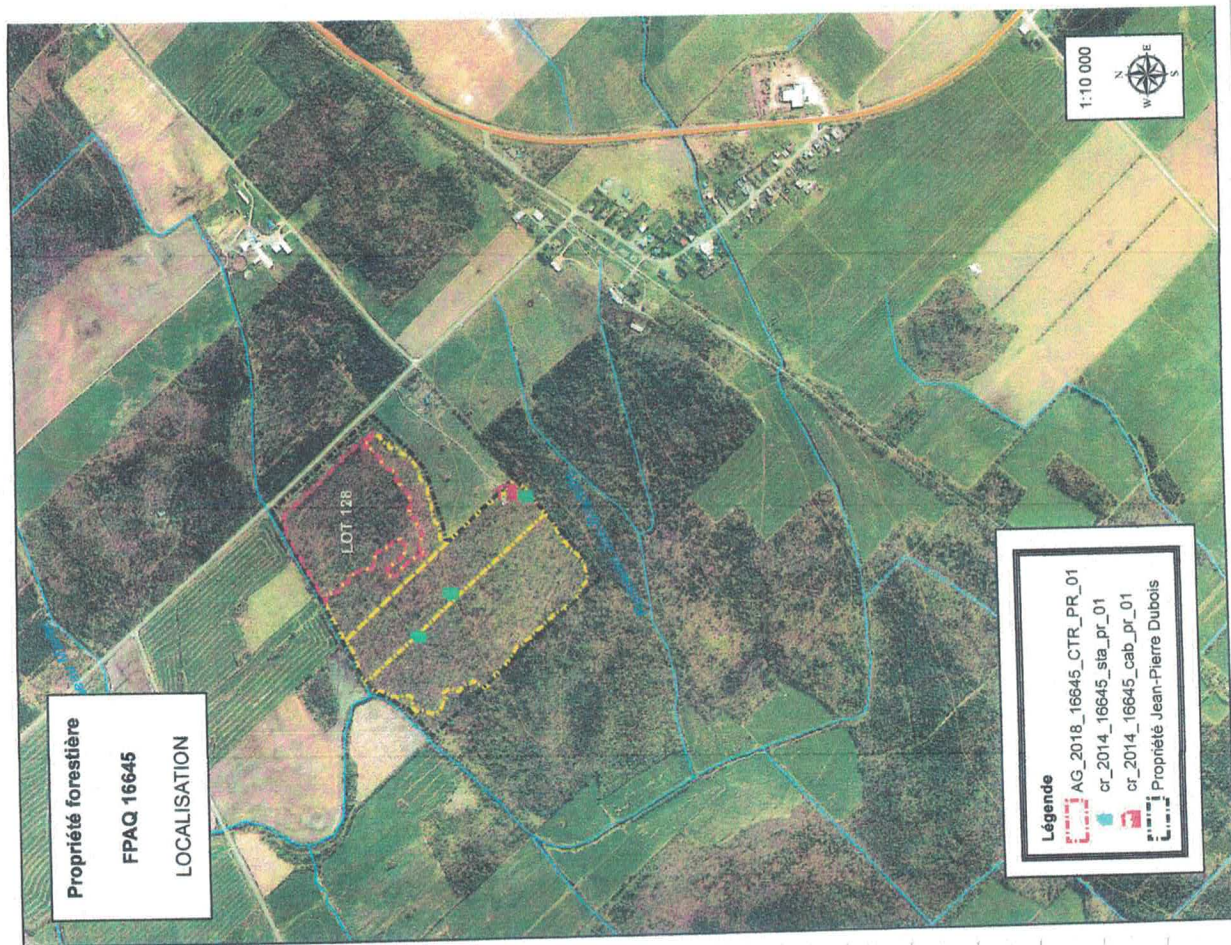 Propriété forestière
FPAQ 16645
LOCALISATION
LOT 128
1:10 000
N
W
E
S
Légende
AG_2018_16645_CTR_PR_01
cr_2014_16645_sta_pr_01
cr_2014_16645_cab_pr_01
Propriété Jean-Pierre Dubois